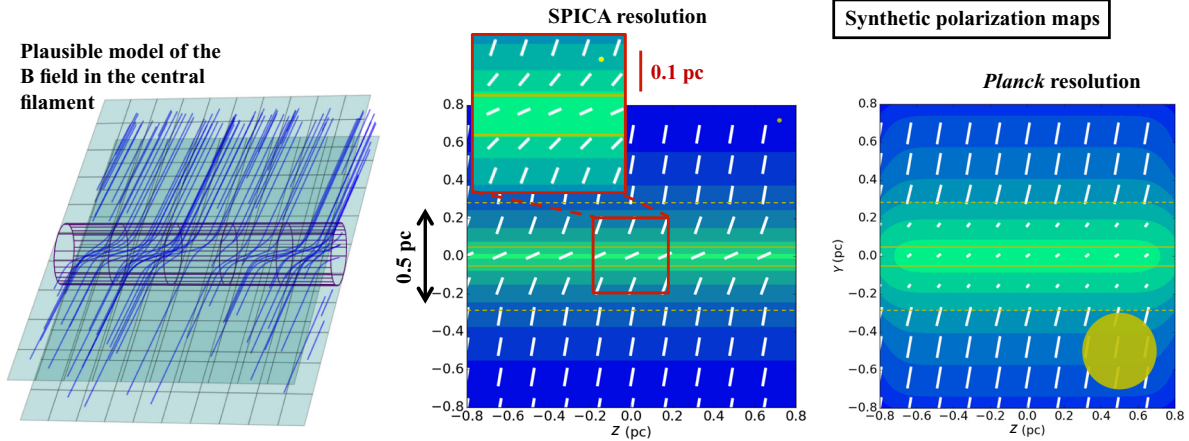 Plausible model of the
B field in the central
filament
SPICA resolution
0.1 pc
0.5 pc
0.8
0.6
0.4
0.2
0.0
−0.2
−0.4
−0.6
−0.8
−0.8 −0.6 −0.4 −0.2 0.0 0.2 0.4 0.6 0.8
Z (pc)
Synthetic polarization maps
Planck resolution
Y (pc)
0.8
0.6
0.4
0.2
0.0
−0.2
−0.4
−0.6
−0.8
−0.8 −0.6 −0.4 −0.2 0.0 0.2 0.4 0.6 0.8
Z (pc)